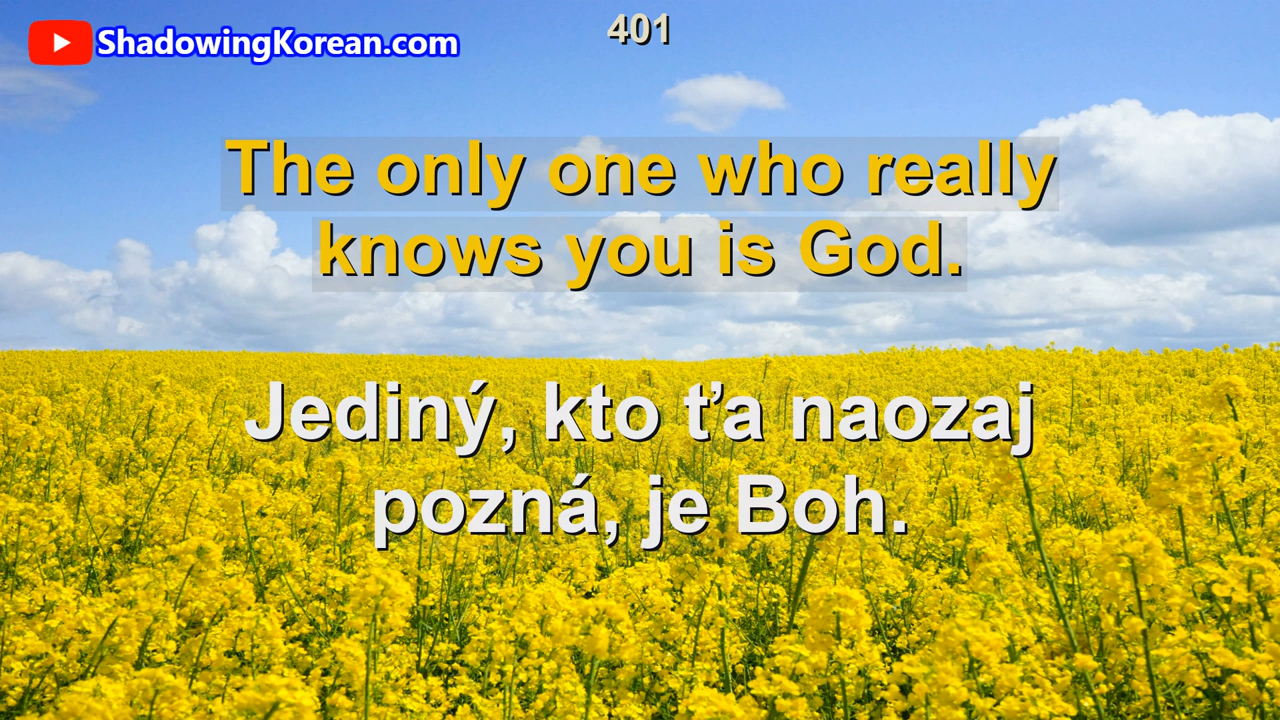 ShadowingKorean.com
401
The only one who really
knows you is God.
Jediný, kto ťa naozaj
pozná, je Boh.